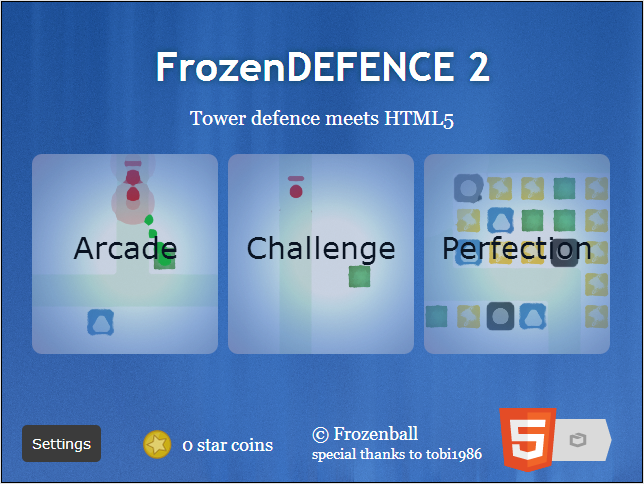 FrozenDEFENCE 2
Tower defence meets HTML5
Arcade
Challenge
Perfection
Settings
0 star coins
© Frozenball
special thanks to tobi1986
5